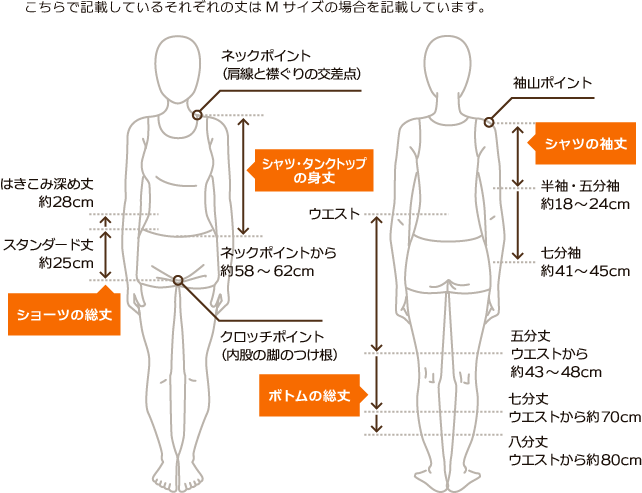 こちらで記載しているそれぞれの丈は M サイズの場合を記載しています。
ネックポイント
（肩線と襟ぐりの交差点）
シャツ・タンクトップ
の身丈
はきこみ深め丈
約28cm
スタンダード丈
約25cm
ショーツの総丈
ネックポイントから
約58 〜 62cm
クロッチポイント
（内股の脚のつけ根）
袖山ポイント
シャツの袖丈
半袖・五分袖
約18〜24cm
ウエスト
七分袖
約41〜45cm
五分丈
ウエストから
約43〜48cm
ボトムの総丈
七分丈
ウエストから約70cm
八分丈
ウエストから約80cm